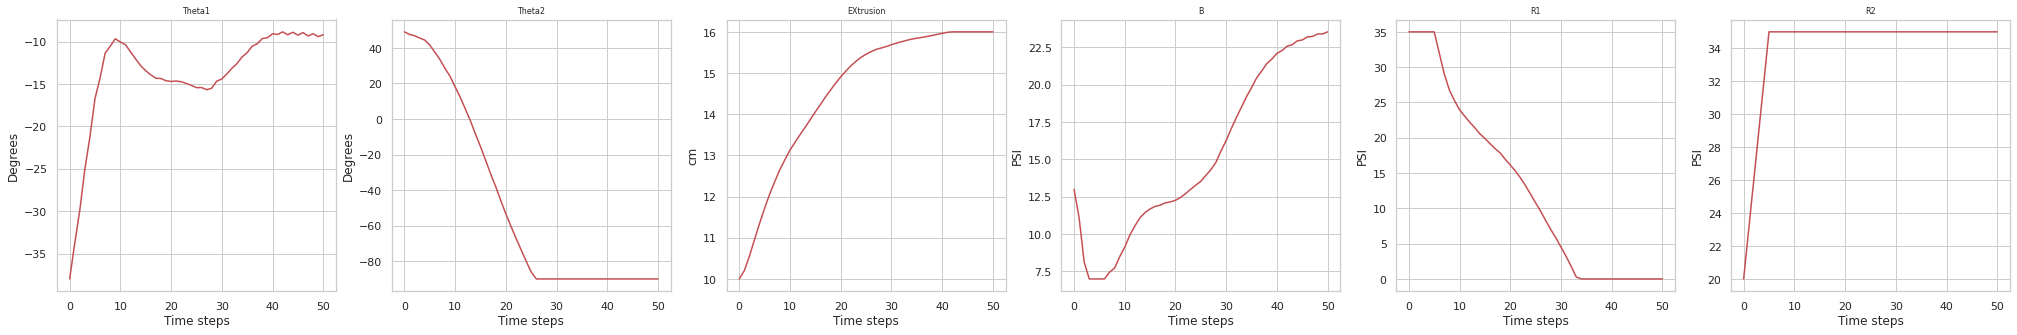 Theta1
Degrees
−10
−15
−20
−25
−30
−35
0 10 20 30 40 50
Time steps
Theta2
Degrees
40
20
0
−20
−40
−60
−80
0 10 20 30 40 50
Time steps
EXtrusion
cm
16
15
14
13
12
11
10
0 10 20 30 40 50
Time steps
B
PSI
22.5
20.0
17.5
15.0
12.5
10.0
7.5
0 10 20 30 40 50
Time steps
R1
PSI
35
30
25
20
15
10
5
0
0 10 20 30 40 50
Time steps
R2
PSI
34
32
30
28
26
24
22
20
0 10 20 30 40 50
Time steps